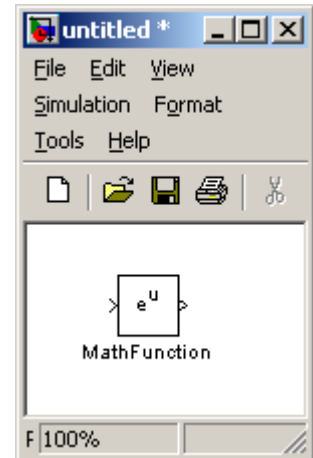 untitled *
File Edit View
Simulation Format
Tools Help
e^u
MathFunction
F 100%